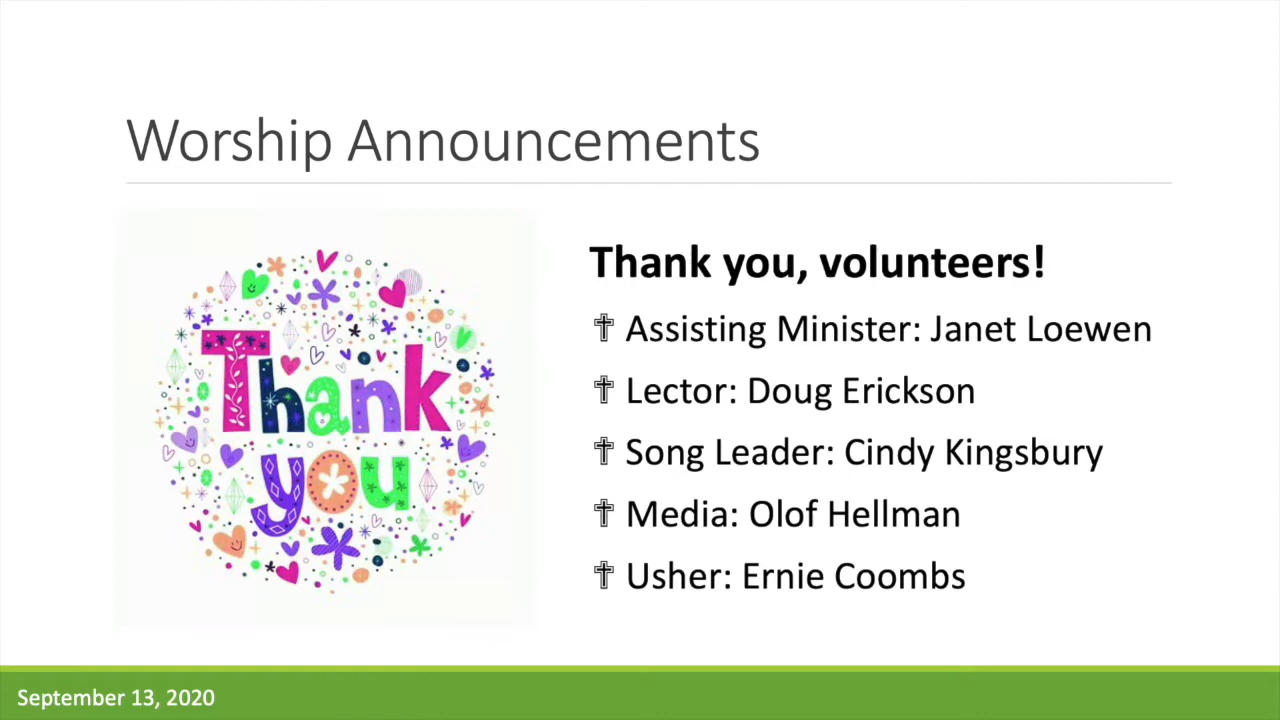 Worship Announcements
Thank
you
Thank you, volunteers!
✞ Assisting Minister: Janet Loewen
✞ Lector: Doug Erickson
✞ Song Leader: Cindy Kingsbury
✞ Media: Olof Hellman
✞ Usher: Ernie Coombs
September 13, 2020